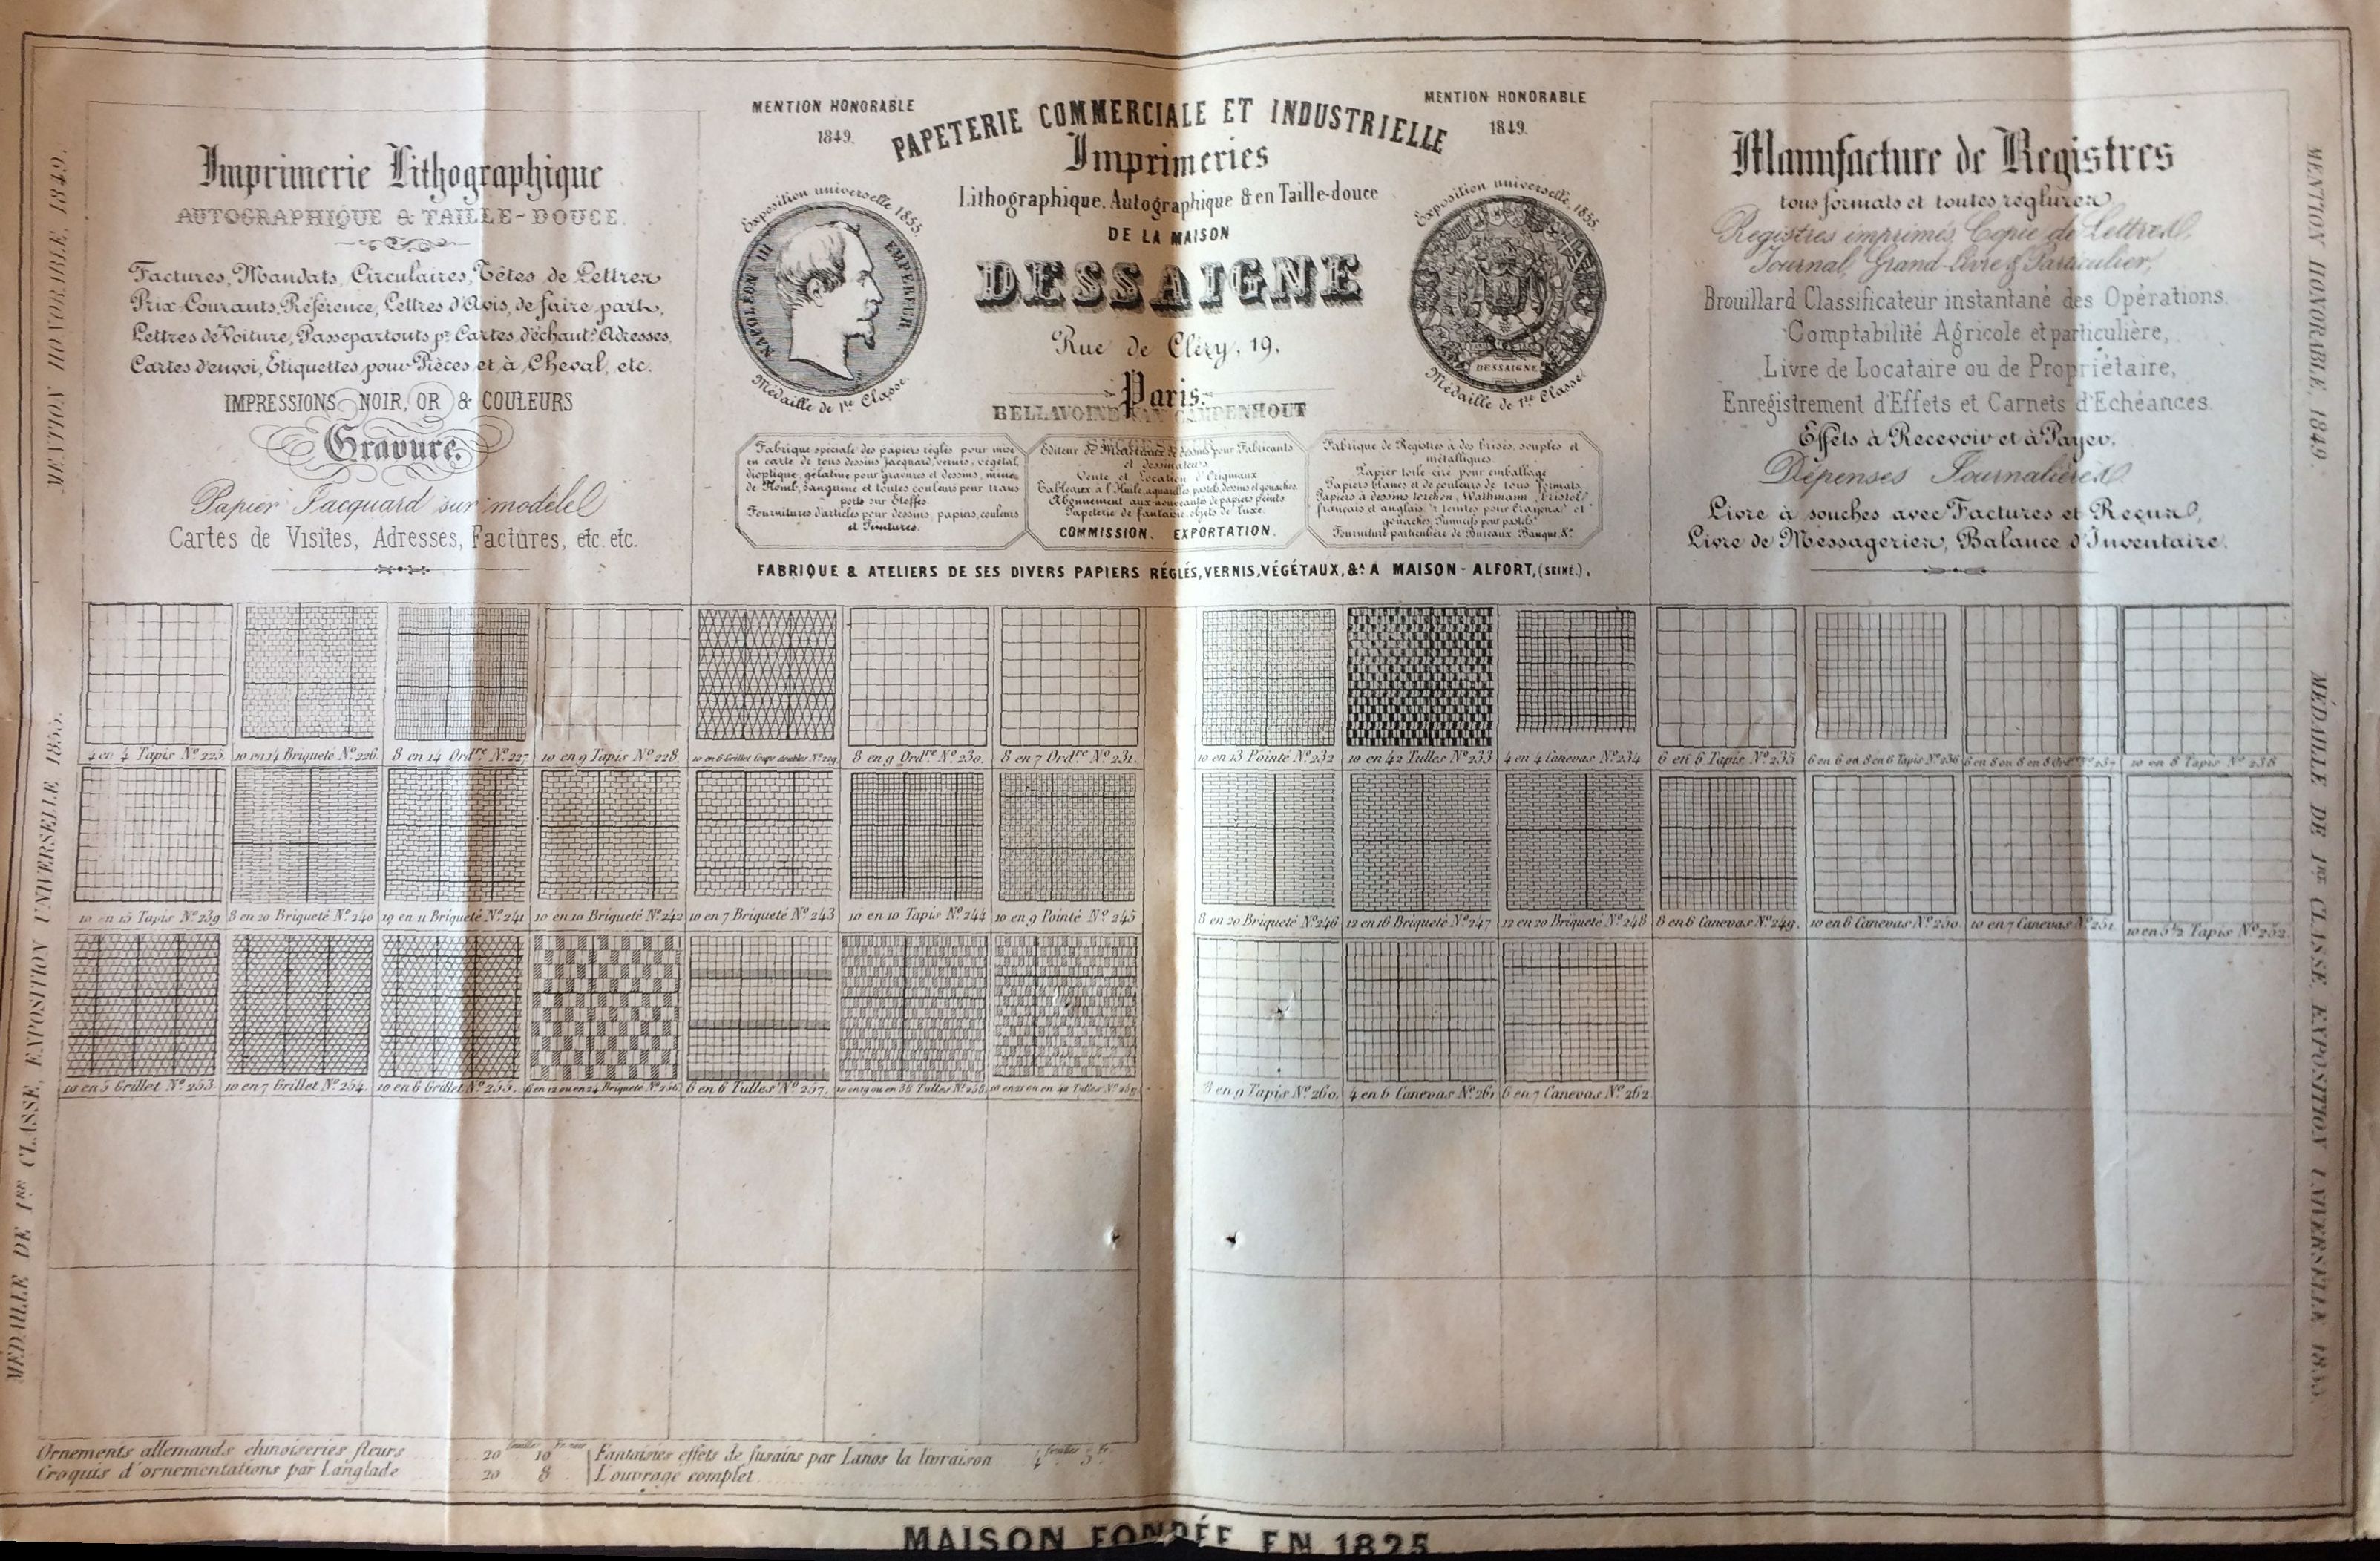 MENTION HONORABLE
1849.
MENTION HONORABLE
1849.
PAPETERIE COMMERCIALE ET INDUSTRIELLE
Imprimeries
Lithographique, Autographique & en Taille-douce
DE LA MAISON
DESSAIGNE
Rue de Cléry, 19,
Paris.
BELLAVOINE VAN CAMPENHOUT
Exposition universelle 1855
NAPOLEON III EMPEREUR
Médaille de 1re Classe.
Exposition universelle, 1855
DESSAIGNE
Médaille de 1re Classe.
Imprimerie Lithographique
AUTOGRAPHIQUE & TAILLE-DOUCE.
Factures, Mandats, Circulaires, Têtes de Lettres
Prix-Courants, Référence, Lettres d'Avis, de faire part,
Lettres de Voiture, Passepartouts pr Cartes d'échantns Adresses,
Cartes d'envoi, Etiquettes pour Pièces et à Cheval, etc.
IMPRESSIONS NOIR, OR & COULEURS
Gravure.
Papier Jacquard sur modèle
Cartes de Visites, Adresses, Factures, etc. etc.
Fabrique spéciale des papiers réglés pour mise
en carte de tous dessins jacquard, vernis, végétal,
dioptique, gélatine pour gravures et dessins, mine
de Plomb, Sanguine et toutes couleurs pour trans
ports sur Etoffes.
Fournitures d'articles pour dessins, papiers, couleurs
et Peintures.
Editeur de dessins pour Fabricants
et dessinateurs
Vente et Location d'Originaux
Tableaux à l'Huile, aquarelles pastels, dessins et gouaches.
Abonnement aux nouveautés de papiers peints
Papeterie de fantaisie, objets de luxe.
COMMISSION. EXPORTATION.
Fabrique de Registres à dos brisés, souples et
métalliques.
Papier toile ciré pour emballage
Papiers blancs et de couleurs de tous formats.
Papiers à dessins torchon, Wathmann, Bristol
français et anglais, teintes pour Crayons et
gouaches, Pumicifs pour pastels
Fourniture particulière de Bureaux, Banque, &c.
FABRIQUE & ATELIERS DE SES DIVERS PAPIERS RÉGLÉS, VERNIS, VÉGÉTAUX, &a A MAISON-ALFORT, (SEINE.).
Manufacture de Registres
tous formats et toutes réglures
Registres imprimés, Copie de Lettres,
Journal, Grand-Livre & Particulier,
Brouillard Classificateur instantané des Opérations.
Comptabilité Agricole et particulière,
Livre de Locataire ou de Propriétaire,
Enregistrement d'Effets et Carnets d'Echéances.
Effets à Recevoir et à Payer.
Dépenses Journalières
Livre à souches avec Factures et Reçus,
Livre de Messageries, Balance d'Inventaire.
4 en 4 Tapis No 225.
10 en 14 Briqueté No 226.
8 en 14 Ordre No 227.
10 en 9 Tapis No 228.
10 en 6 Grillet Coups doubles No 229.
8 en 9 Ordre No 230.
8 en 7 Ordre No 231.
10 en 13 Pointé No 232
10 en 42 Tulles No 233
4 en 4 Canevas No 234
6 en 6 Tapis No 235
6 en 6 ou 8 en 6 Tapis No 236
6 en 8 ou 8 en 8 Ordre No 237
10 en 8 Tapis No 238
10 en 15 Tapis No 239
8 en 20 Briqueté No 240
10 en 11 Briqueté No 241
10 en 10 Briqueté No 242
10 en 7 Briqueté No 243
10 en 10 Tapis No 244
10 en 9 Pointé No 245
8 en 20 Briqueté No 246
12 en 16 Briqueté No 247
12 en 20 Briqueté No 248
8 en 6 Canevas No 249.
10 en 6 Canevas No 250.
10 en 7 Canevas No 251.
10 en 5 1/2 Tapis No 252.
10 en 5 Grillet No 253.
10 en 7 Grillet No 254.
10 en 6 Grillet No 255.
6 en 12 ou en 24 Briqueté No 256.
6 en 6 Tulles No 257.
10 en 19 ou en 38 Tulles No 258.
10 en 21 ou en 42 Tulles No 259.
8 en 9 Tapis No 260.
4 en 6 Canevas No 261
6 en 7 Canevas No 262.
Ornements allemands chinoiseries fleurs 20 feuilles 10 Fr
Croquis d'ornementations par Langlade 20 8
Fantaisies effets de fusains par Lanos la livraison 4 feuilles 5 Fr.
L'ouvrage complet
MENTION HONORABLE, 1849.
MÉDAILLE DE 1RE CLASSE, EXPOSITION UNIVERSELLE 1855.
MENTION HONORABLE, 1849.
MÉDAILLE DE 1RE CLASSE, EXPOSITION UNIVERSELLE 1855.
MAISON FONDÉE EN 1825